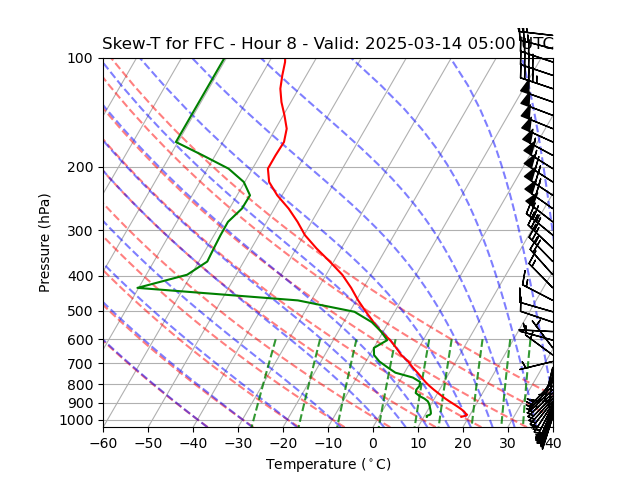 Skew-T for FFC - Hour 8 - Valid: 2025-03-14 05:00 UTC
100
200
300
400
500
600
700
800
900
1000
Pressure (hPa)
−60 −50 −40 −30 −20 −10 0 10 20 30 40
Temperature (°C)